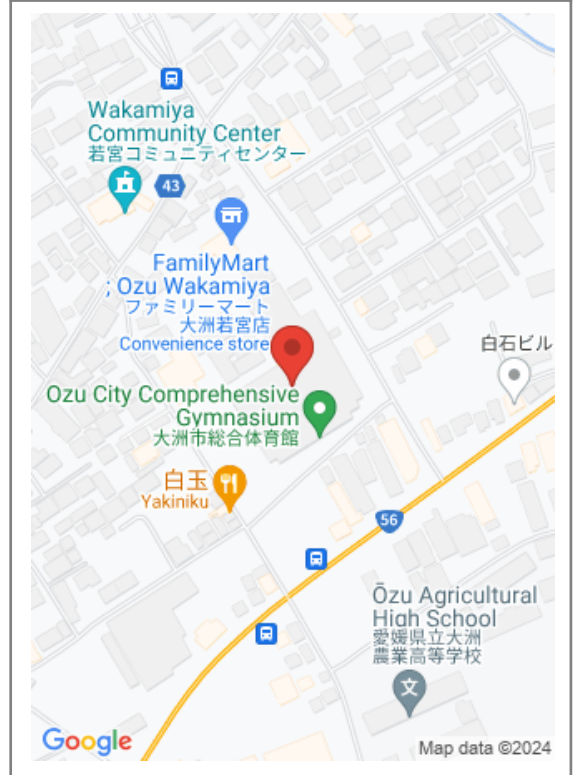 Wakamiya
Community Center
若宮コミュニティセンター
43
FamilyMart
; Ozu Wakamiya
ファミリーマート
大洲若宮店
Convenience store
白石ビル
Ozu City Comprehensive
Gymnasium
大洲市総合体育館
白玉
Yakiniku
56
Ōzu Agricultural
High School
愛媛県立大洲
農業高等学校
文
Google
Map data ©2024